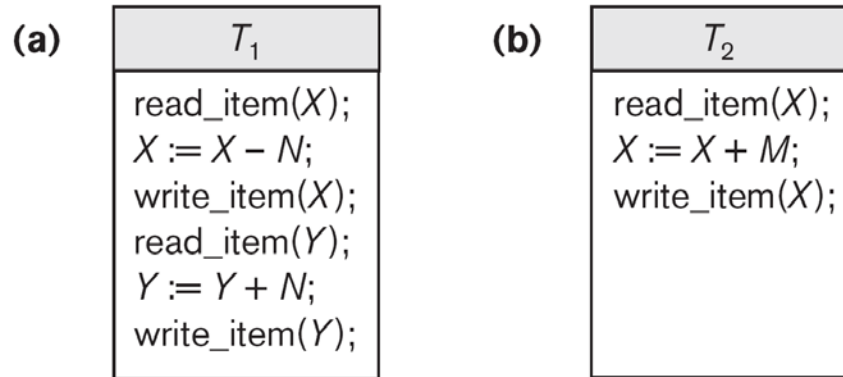 (a)
T₁
read_item(X);
X := X – N;
write_item(X);
read_item(Y);
Y := Y + N;
write_item(Y);
(b)
T₂
read_item(X);
X := X + M;
write_item(X);